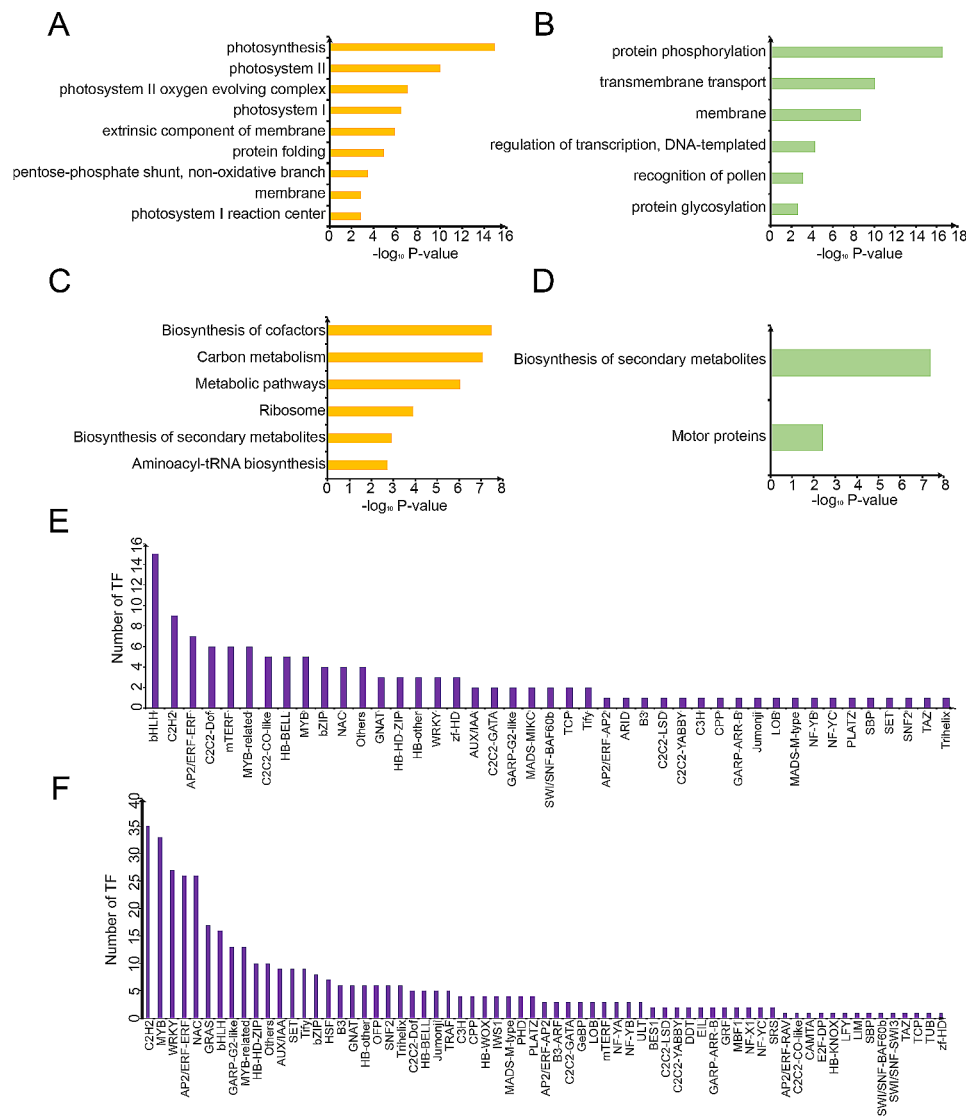 A
photosynthesis
photosystem II
photosystem II oxygen evolving complex
photosystem I
extrinsic component of membrane
protein folding
pentose-phosphate shunt, non-oxidative branch
membrane
photosystem I reaction center
0 2 4 6 8 10 12 14 16
-log₁₀ P-value
B
protein phosphorylation
transmembrane transport
membrane
regulation of transcription, DNA-templated
recognition of pollen
protein glycosylation
0 2 4 6 8 10 12 14 16 18
-log₁₀ P-value
C
Biosynthesis of cofactors
Carbon metabolism
Metabolic pathways
Ribosome
Biosynthesis of secondary metabolites
Aminoacyl-tRNA biosynthesis
0 1 2 3 4 5 6 7 8
-log₁₀ P-value
D
Biosynthesis of secondary metabolites
Motor proteins
0 1 2 3 4 5 6 7 8
-log₁₀ P-value
E
Number of TF
0 2 4 6 8 10 12 14 16
bHLH
C2H2
AP2/ERF-ERF
C2C2-Dof
mTERF
MYB-related
C2C2-CO-like
HB-BELL
MYB
bZIP
NAC
Others
GNAT
HB-HD-ZIP
HB-other
WRKY
zf-HD
AUX/IAA
C2C2-GATA
GARP-G2-like
MADS-MIKC
SWI/SNF-BAF60b
TCP
Tify
AP2/ERF-AP2
ARID
B3
C2C2-LSD
C2C2-YABBY
C3H
CPP
GARP-ARR-B
Jumonji
LOB
MADS-M-type
NF-YB
NF-YC
PLATZ
SBP
SET
SNF2
TAZ
Trihelix
F
Number of TF
0 5 10 15 20 25 30 35 40
C2H2
MYB
WRKY
AP2/ERF-ERF
NAC
GRAS
bHLH
GARP-G2-like
MYB-related
HB-HD-ZIP
Others
AUX/IAA
SET
Tify
bZIP
HSF
B3
GNAT
HB-other
OFP
SNF2
Trihelix
C2C2-Dof
HB-BELL
Jumonji
TRAF
C3H
CPP
HB-WOX
IWS1
MADS-M-type
PHD
PLATZ
AP2/ERF-AP2
B3-ARF
C2C2-GATA
GeBP
LOB
mTERF
NF-YA
NF-YB
ULT
BES1
C2C2-LSD
C2C2-YABBY
DDT
EIL
GARP-ARR-B
GRF
MBF1
NF-X1
NF-YC
SRS
AP2/ERF-RAV
C2C2-CO-like
CAMTA
E2F-DP
HB-KNOX
LFY
LIM
SBP
SWI/SNF-BAF60b
SWI/SNF-SWI3
TAZ
TCP
TUB
zf-HD